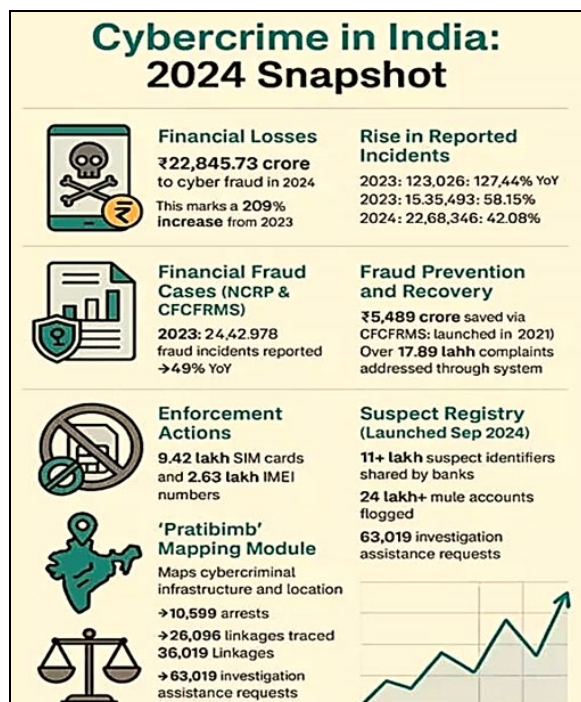 Cybercrime in India:
2024 Snapshot
Financial Losses
₹22,845.73 crore
to cyber fraud in 2024
This marks a 209%
increase from 2023
Rise in Reported
Incidents
2023: 123,026: 127,44% YoY
2023: 15.35,493: 58.15%
2024: 22,68,346: 42.08%
₹
Financial Fraud
Cases (NCRP &
CFCFRMS)
2023: 24,42.978
fraud incidents reported
→49% YoY
Fraud Prevention
and Recovery
₹5,489 crore saved via
CFCFRMS: launched in 2021)
Over 17.89 lahh complaints
addressed through system
Enforcement
Actions
9.42 lakh SIM cards
and 2.63 lakh IMEI
numbers
Suspect Registry
(Launched Sep 2024)
11+ lakh suspect identifiers
shared by banks
24 lakh+ mule accounts
flogged
63,019 investigation
assistance requests
‘Pratibimb’
Mapping Module
Maps cybercriminal
infrastructure and location
→10,599 arrests
→26,096 linkages traced
36,019 Linkages
→63,019 investigation
assistance requests